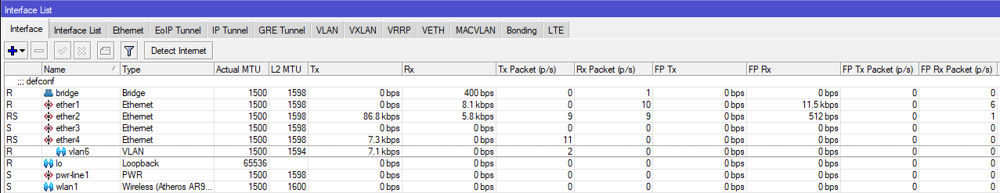 Interface List
Interface Interface List Ethernet EoIP Tunnel IP Tunnel GRE Tunnel VLAN VXLAN VRRP VETH MACVLAN Bonding LTE
Detect Internet
Name Type Actual MTU L2 MTU Tx Rx Tx Packet (p/s) Rx Packet (p/s) FP Tx FP Rx FP Tx Packet (p/s) FP Rx Packet (p/s)
;;; defconf
R bridge Bridge 1500 1598 0 bps 400 bps 0 1 0 bps 0 bps 0 0
R ether1 Ethernet 1500 1598 0 bps 8.1 kbps 0 10 0 bps 11.5 kbps 0 6
RS ether2 Ethernet 1500 1598 86.8 kbps 5.8 kbps 9 9 0 bps 512 bps 0 1
S ether3 Ethernet 1500 1598 0 bps 0 bps 0 0 0 bps 0 bps 0 0
RS ether4 Ethernet 1500 1598 7.3 kbps 0 bps 11 0 0 bps 0 bps 0 0
R vlan6 VLAN 1500 1594 7.1 kbps 0 bps 2 0 0 bps 0 bps 0 0
R lo Loopback 65536 0 bps 0 bps 0 0 0 bps 0 bps 0 0
S pwr-line1 PWR 1500 1598 0 bps 0 bps 0 0 0 bps 0 bps 0 0
S wlan1 Wireless (Atheros AR9... 1500 1600 0 bps 0 bps 0 0 0 bps 0 bps 0 0